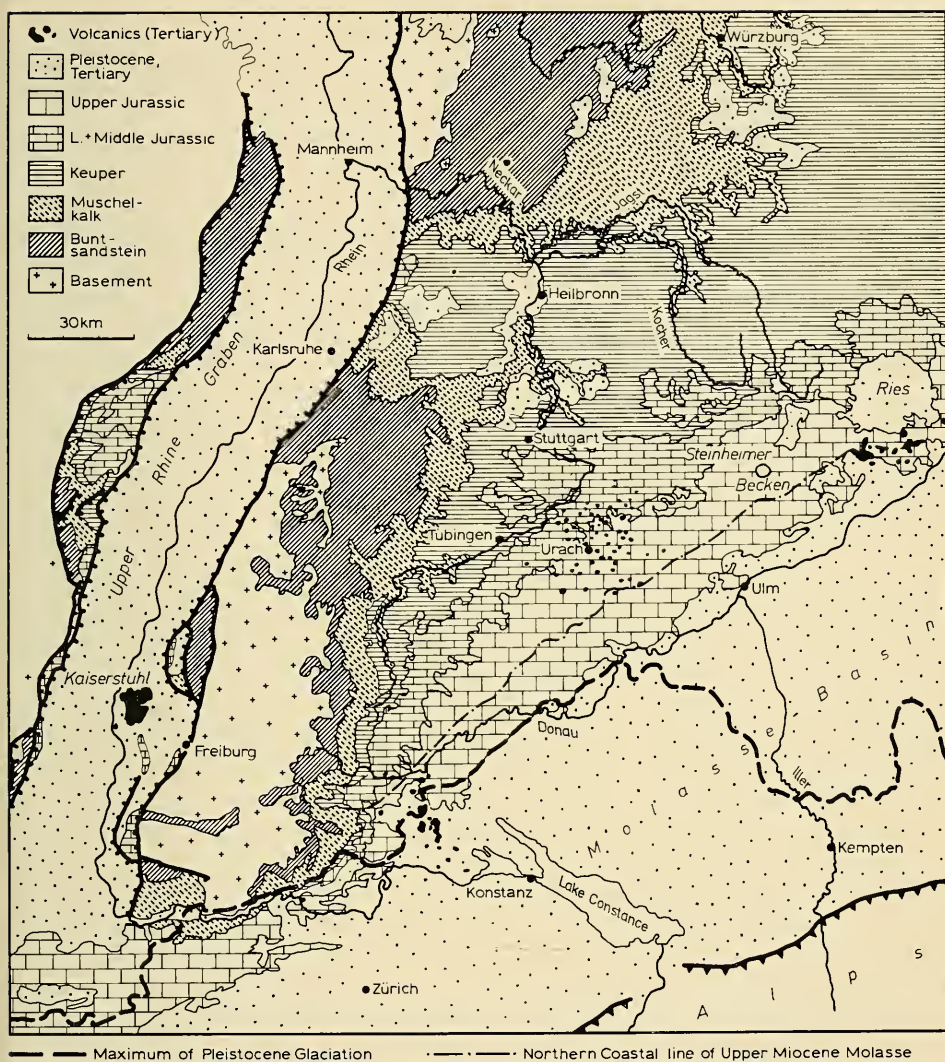 Volcanics (Tertiary)
Pleistocene,
Tertiary
Upper Jurassic
L.+Middle Jurassic
Keuper
Muschel-
kalk
Bunt-
sandstein
Basement
30km
Würzburg
Mannheim
Neckar
Jagst
Rhein
Heilbronn
Kocher
Karlsruhe
Graben
Rhine
Upper
Ries
Stuttgart
Steinheimer
Becken
Tübingen
Urach
Ulm
Kaiserstuhl
Freiburg
Donau
Molasse Basin
Iller
Kempten
Konstanz
Lake Constance
Zürich
Alps
Maximum of Pleistocene Glaciation
Northern Coastal line of Upper Miocene Molasse